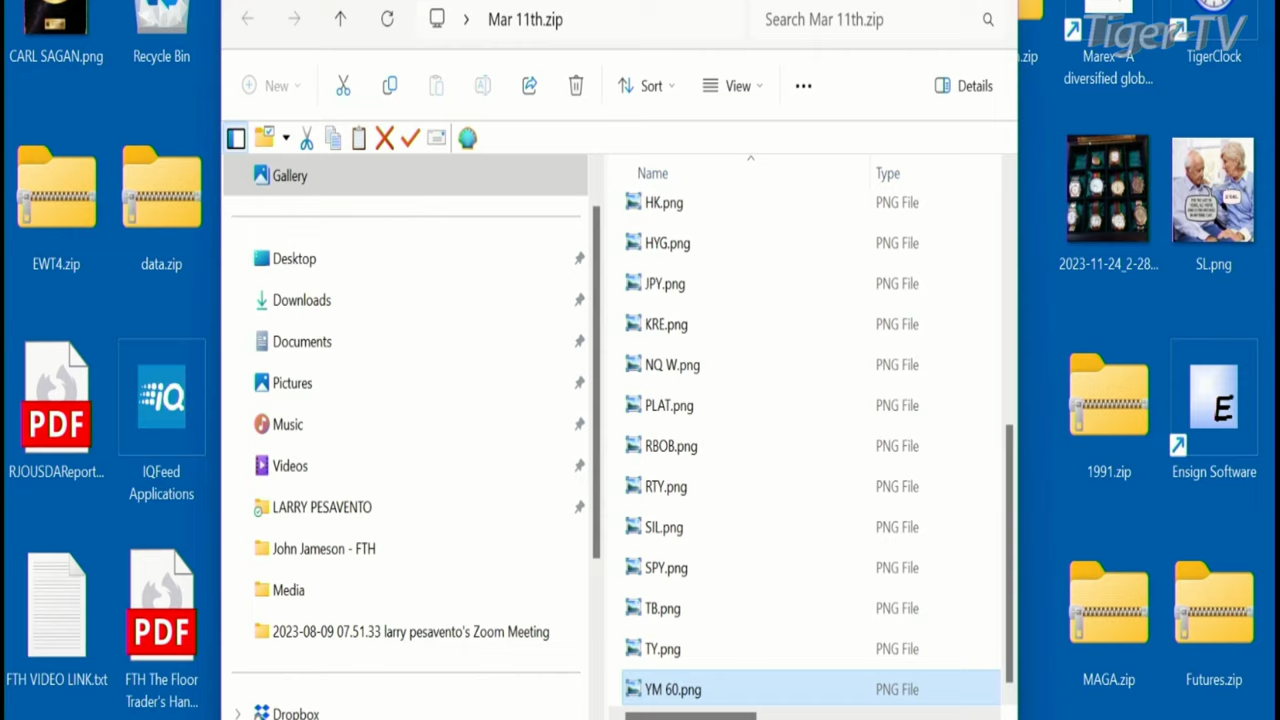 Mar 11th.zip
Search Mar 11th.zip
Tiger-TV
CARL SAGAN.png
Recycle Bin
.zip
Marex - A
diversified glob...
TigerClock
New
Sort
View
Details
Gallery
Name
Type
HK.png
PNG File
HYG.png
PNG File
JPY.png
PNG File
KRE.png
PNG File
NQ W.png
PNG File
PLAT.png
PNG File
RBOB.png
PNG File
RTY.png
PNG File
SIL.png
PNG File
SPY.png
PNG File
TB.png
PNG File
TY.png
PNG File
YM 60.png
PNG File
Desktop
Downloads
Documents
Pictures
Music
Videos
LARRY PESAVENTO
John Jameson - FTH
Media
2023-08-09 07.51.33 larry pesavento's Zoom Meeting
Dropbox
EWT4.zip
data.zip
2023-11-24_2-28...
SL.png
PDF
RJOUSDAReport...
iQ
IQFeed
Applications
1991.zip
E
Ensign Software
FTH VIDEO LINK.txt
PDF
FTH The Floor
Trader's Han...
MAGA.zip
Futures.zip